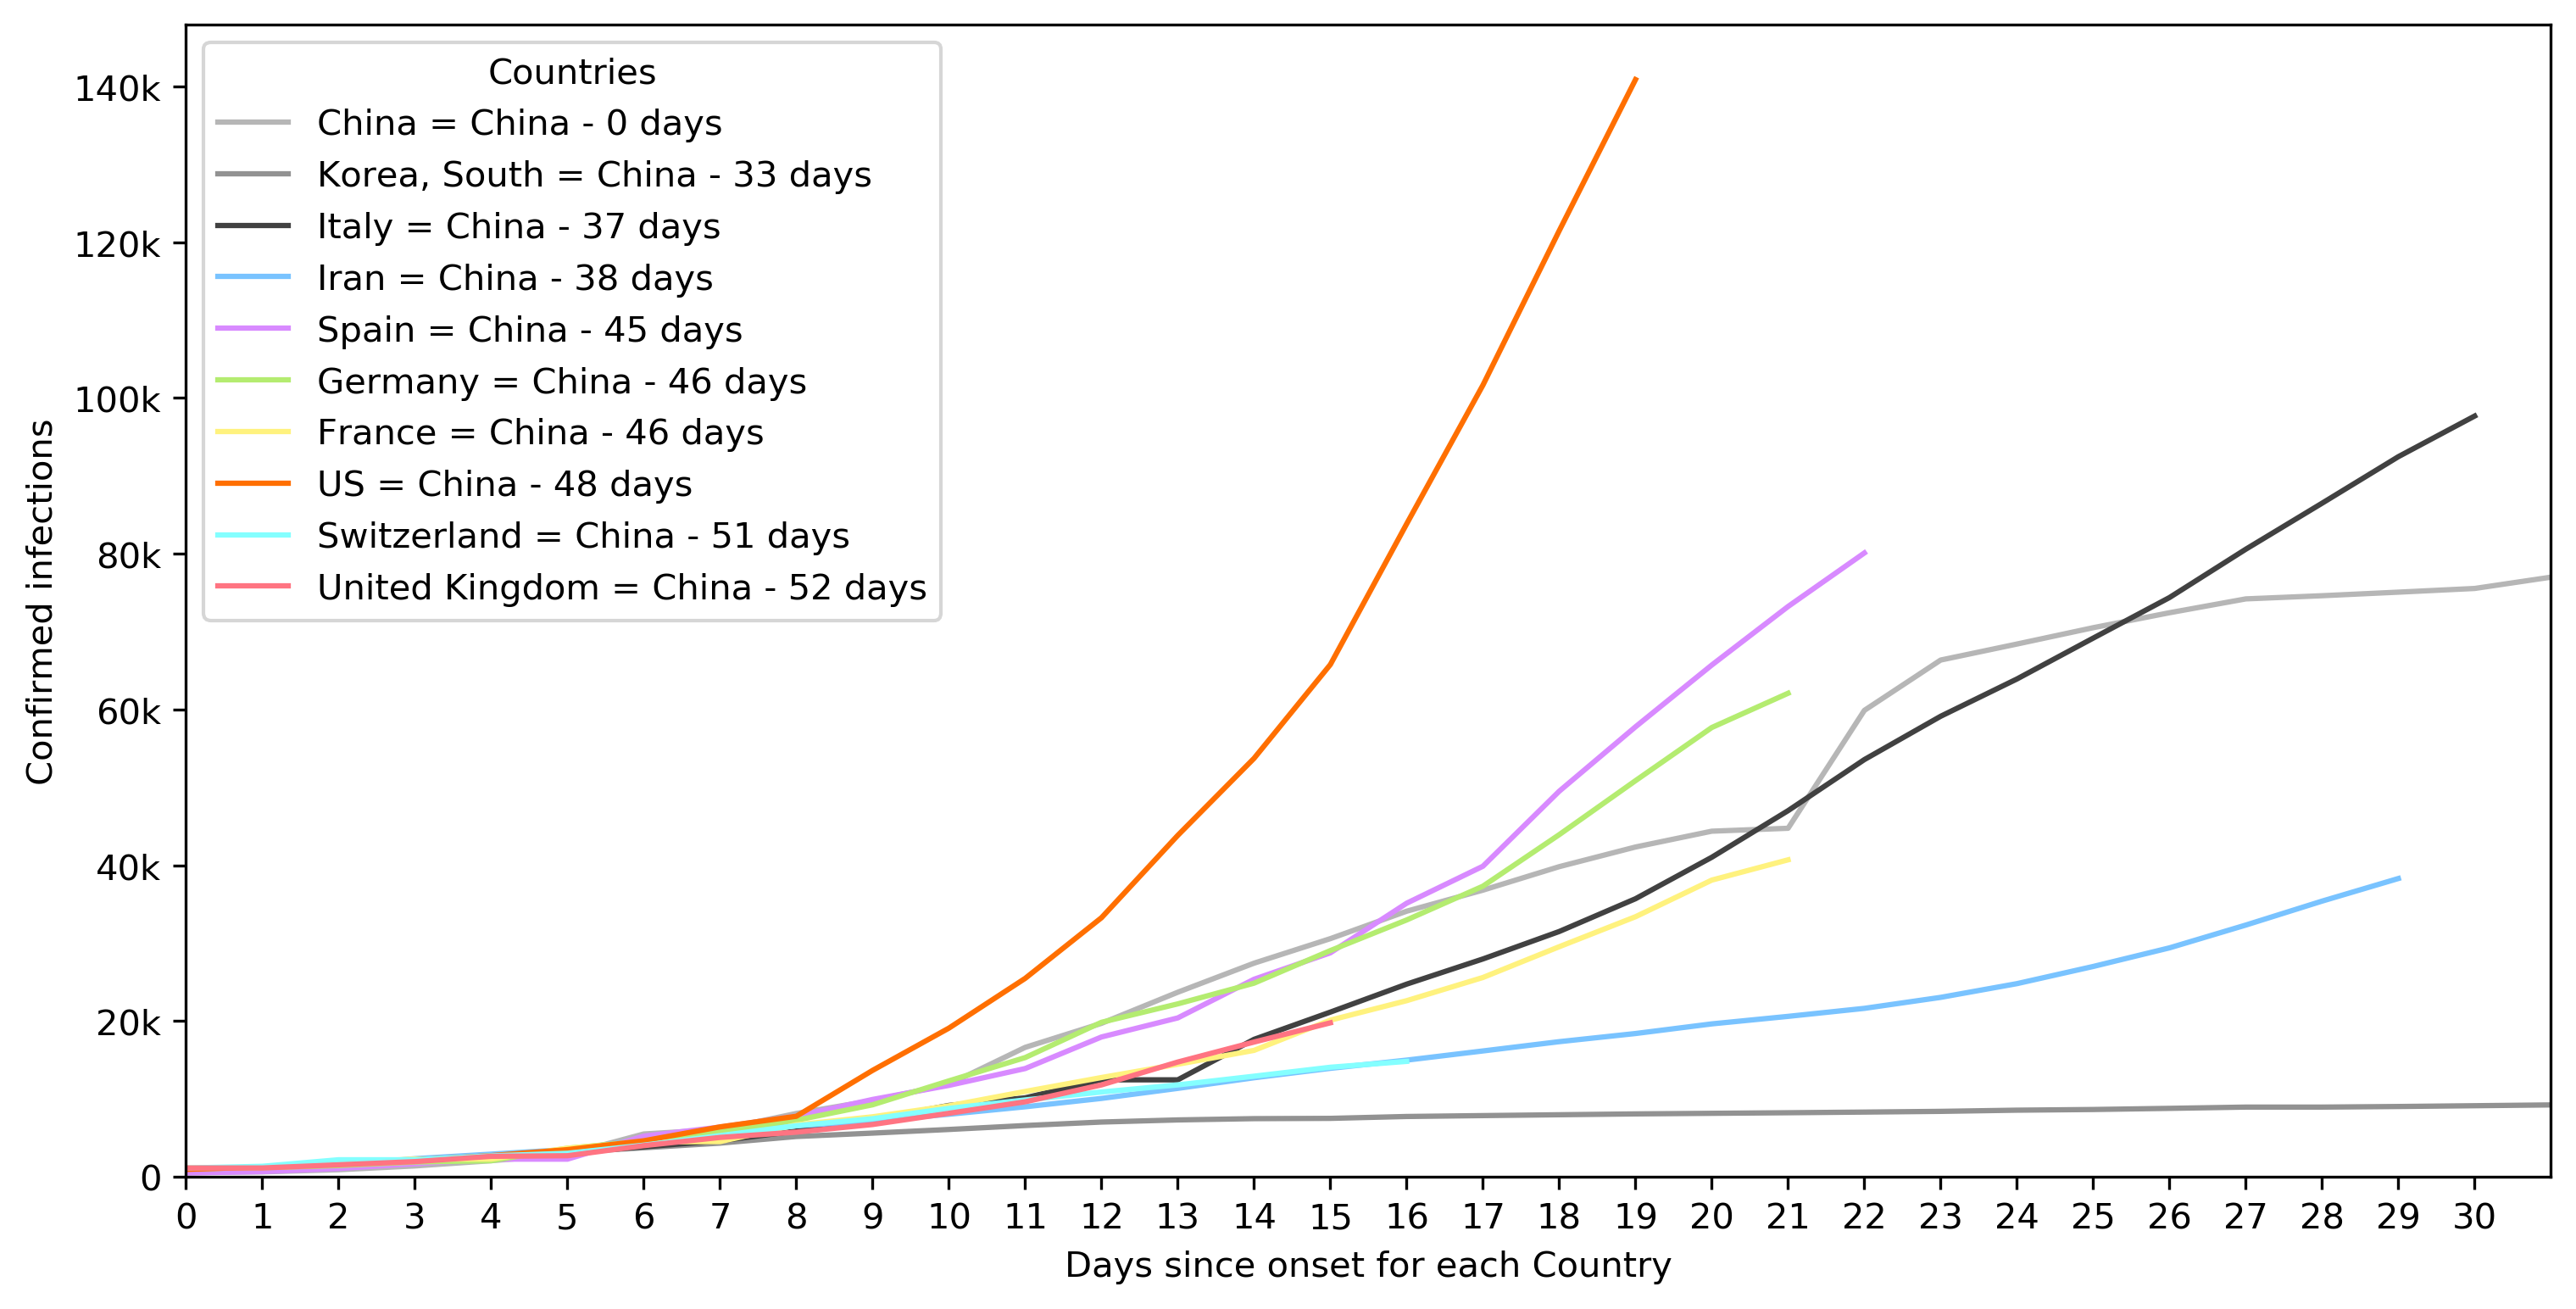 Countries
China = China - 0 days
Korea, South = China - 33 days
Italy = China - 37 days
Iran = China - 38 days
Spain = China - 45 days
Germany = China - 46 days
France = China - 46 days
US = China - 48 days
Switzerland = China - 51 days
United Kingdom = China - 52 days
Confirmed infections
140k
120k
100k
80k
60k
40k
20k
0
0 1 2 3 4 5 6 7 8 9 10 11 12 13 14 15 16 17 18 19 20 21 22 23 24 25 26 27 28 29 30
Days since onset for each Country